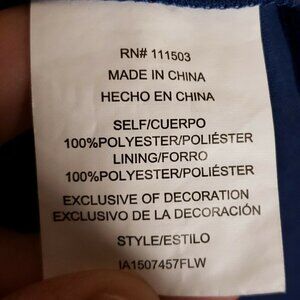 RN# 111503
MADE IN CHINA
HECHO EN CHINA
SELF/CUERPO
100%POLYESTER/POLIÉSTER
LINING/FORRO
100%POLYESTER/POLIÉSTER
EXCLUSIVE OF DECORATION
EXCLUSIVO DE LA DECORACIÓN
STYLE/ESTILO
IA1507457FLW